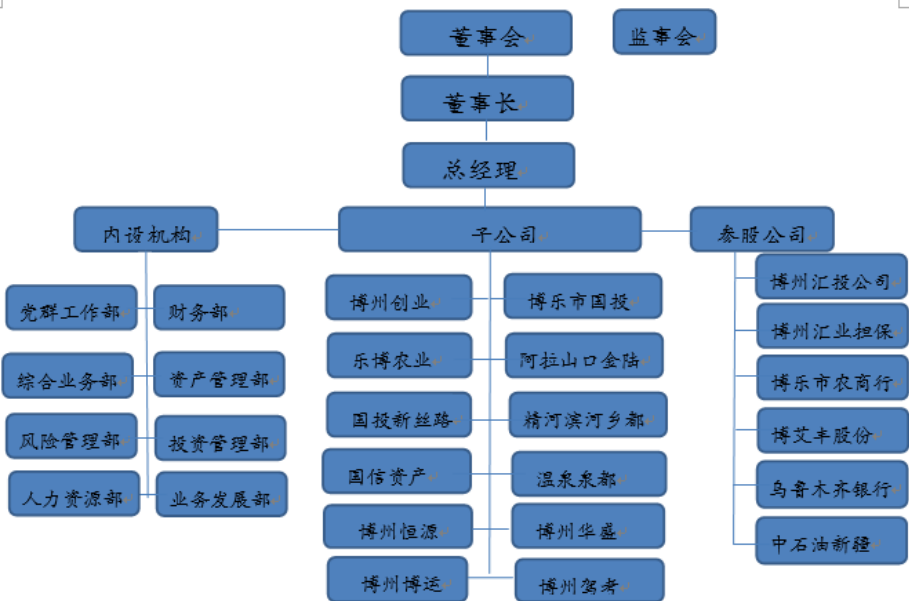 董事会
监事会
董事长
总经理
内设机构
子公司
参股公司
党群工作部
财务部
综合业务部
资产管理部
风险管理部
投资管理部
人力资源部
业务发展部
博州创业
博乐市国投
乐博农业
阿拉山口金陆
国投新丝路
精河滨河乡都
国信资产
温泉泉都
博州恒源
博州华盛
博州博运
博州驾考
博州汇投公司
博州汇业担保
博乐市农商行
博艾丰股份
乌鲁木齐银行
中石油新疆